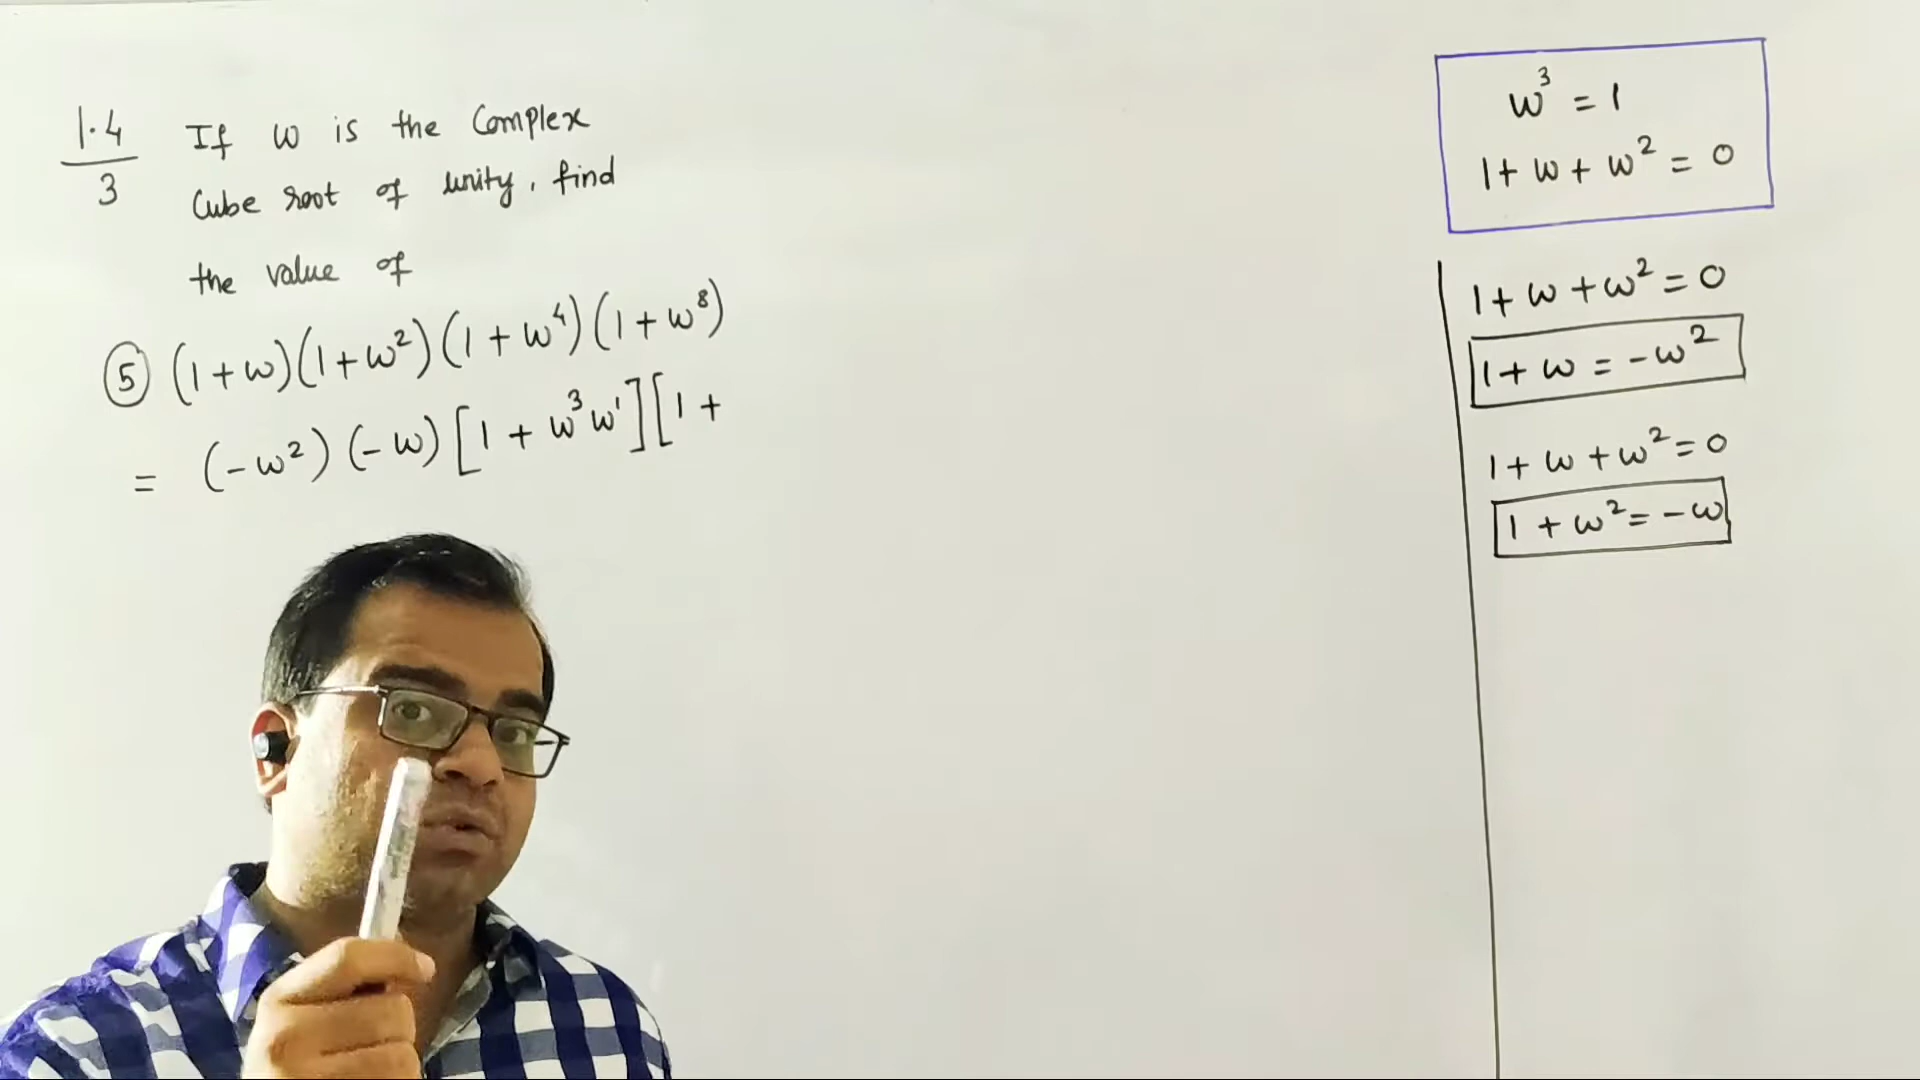 1.4
3
If ω is the Complex
Cube root of unity, find
the value of
⑤ (1+ω)(1+ω²)(1+ω⁴)(1+ω⁸)
= (-ω²)(-ω)[1+ω³ω¹][1+
ω³ = 1
1+ω+ω² = 0
1+ω+ω²=0
1+ω = -ω²
1+ω+ω²=0
1+ω²=-ω